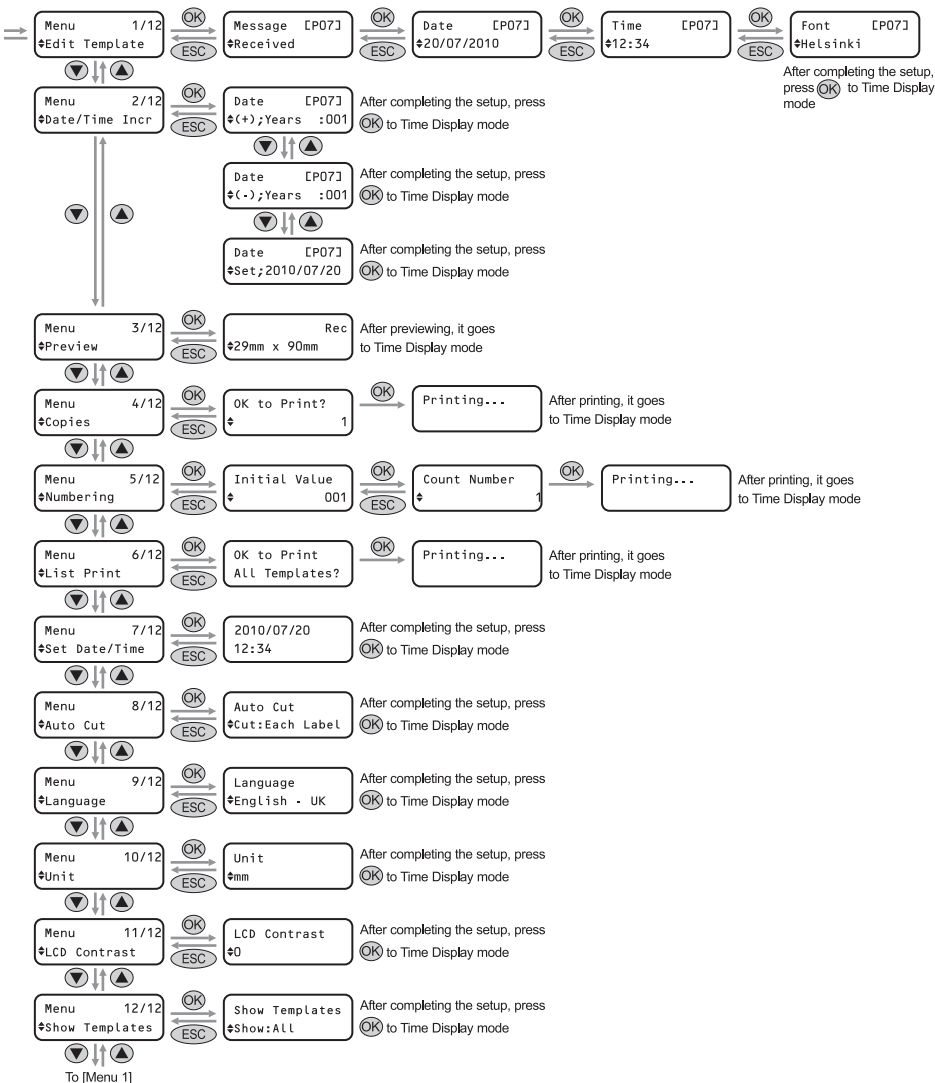 Menu 1/12
♦Edit Template
OK
ESC
Message [P07]
♦Received
OK
ESC
Date [P07]
♦20/07/2010
OK
ESC
Time [P07]
♦12:34
OK
ESC
Font [P07]
♦Helsinki
After completing the setup,
press OK to Time Display
mode
▼ ▲
Menu 2/12
♦Date/Time Incr
OK
ESC
Date [P07]
♦(+);Years :001
After completing the setup, press
OK to Time Display mode
▼ ▲
Date [P07]
♦(-);Years :001
After completing the setup, press
OK to Time Display mode
▼ ▲
▼ ▲
Date [P07]
♦Set;2010/07/20
After completing the setup, press
OK to Time Display mode
Menu 3/12
♦Preview
OK
ESC
Rec
♦29mm x 90mm
After previewing, it goes
to Time Display mode
▼ ▲
Menu 4/12
♦Copies
OK
ESC
OK to Print?
♦ 1
OK
Printing...
After printing, it goes
to Time Display mode
▼ ▲
Menu 5/12
♦Numbering
OK
ESC
Initial Value
♦ 001
OK
ESC
Count Number
♦ 1
OK
Printing...
After printing, it goes
to Time Display mode
▼ ▲
Menu 6/12
♦List Print
OK
ESC
OK to Print
All Templates?
OK
Printing...
After printing, it goes
to Time Display mode
▼ ▲
Menu 7/12
♦Set Date/Time
OK
ESC
2010/07/20
12:34
After completing the setup, press
OK to Time Display mode
▼ ▲
Menu 8/12
♦Auto Cut
OK
ESC
Auto Cut
♦Cut:Each Label
After completing the setup, press
OK to Time Display mode
▼ ▲
Menu 9/12
♦Language
OK
ESC
Language
♦English - UK
After completing the setup, press
OK to Time Display mode
▼ ▲
Menu 10/12
♦Unit
OK
ESC
Unit
♦mm
After completing the setup, press
OK to Time Display mode
▼ ▲
Menu 11/12
♦LCD Contrast
OK
ESC
LCD Contrast
♦0
After completing the setup, press
OK to Time Display mode
▼ ▲
Menu 12/12
♦Show Templates
OK
ESC
Show Templates
♦Show:All
After completing the setup, press
OK to Time Display mode
▼ ▲
To [Menu 1]